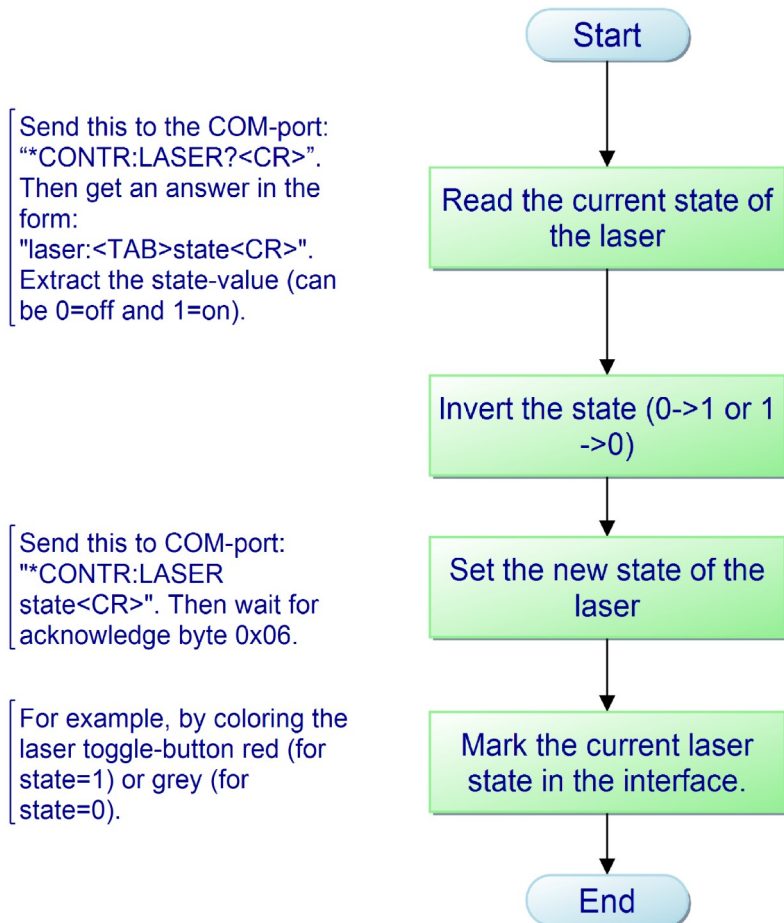 Start
Send this to the COM-port:
“*CONTR:LASER?<CR>”.
Then get an answer in the
form:
"laser:<TAB>state<CR>".
Extract the state-value (can
be 0=off and 1=on).
Read the current state of
the laser
Invert the state (0->1 or 1
->0)
Send this to COM-port:
"*CONTR:LASER
state<CR>". Then wait for
acknowledge byte 0x06.
Set the new state of the
laser
For example, by coloring the
laser toggle-button red (for
state=1) or grey (for
state=0).
Mark the current laser
state in the interface.
End